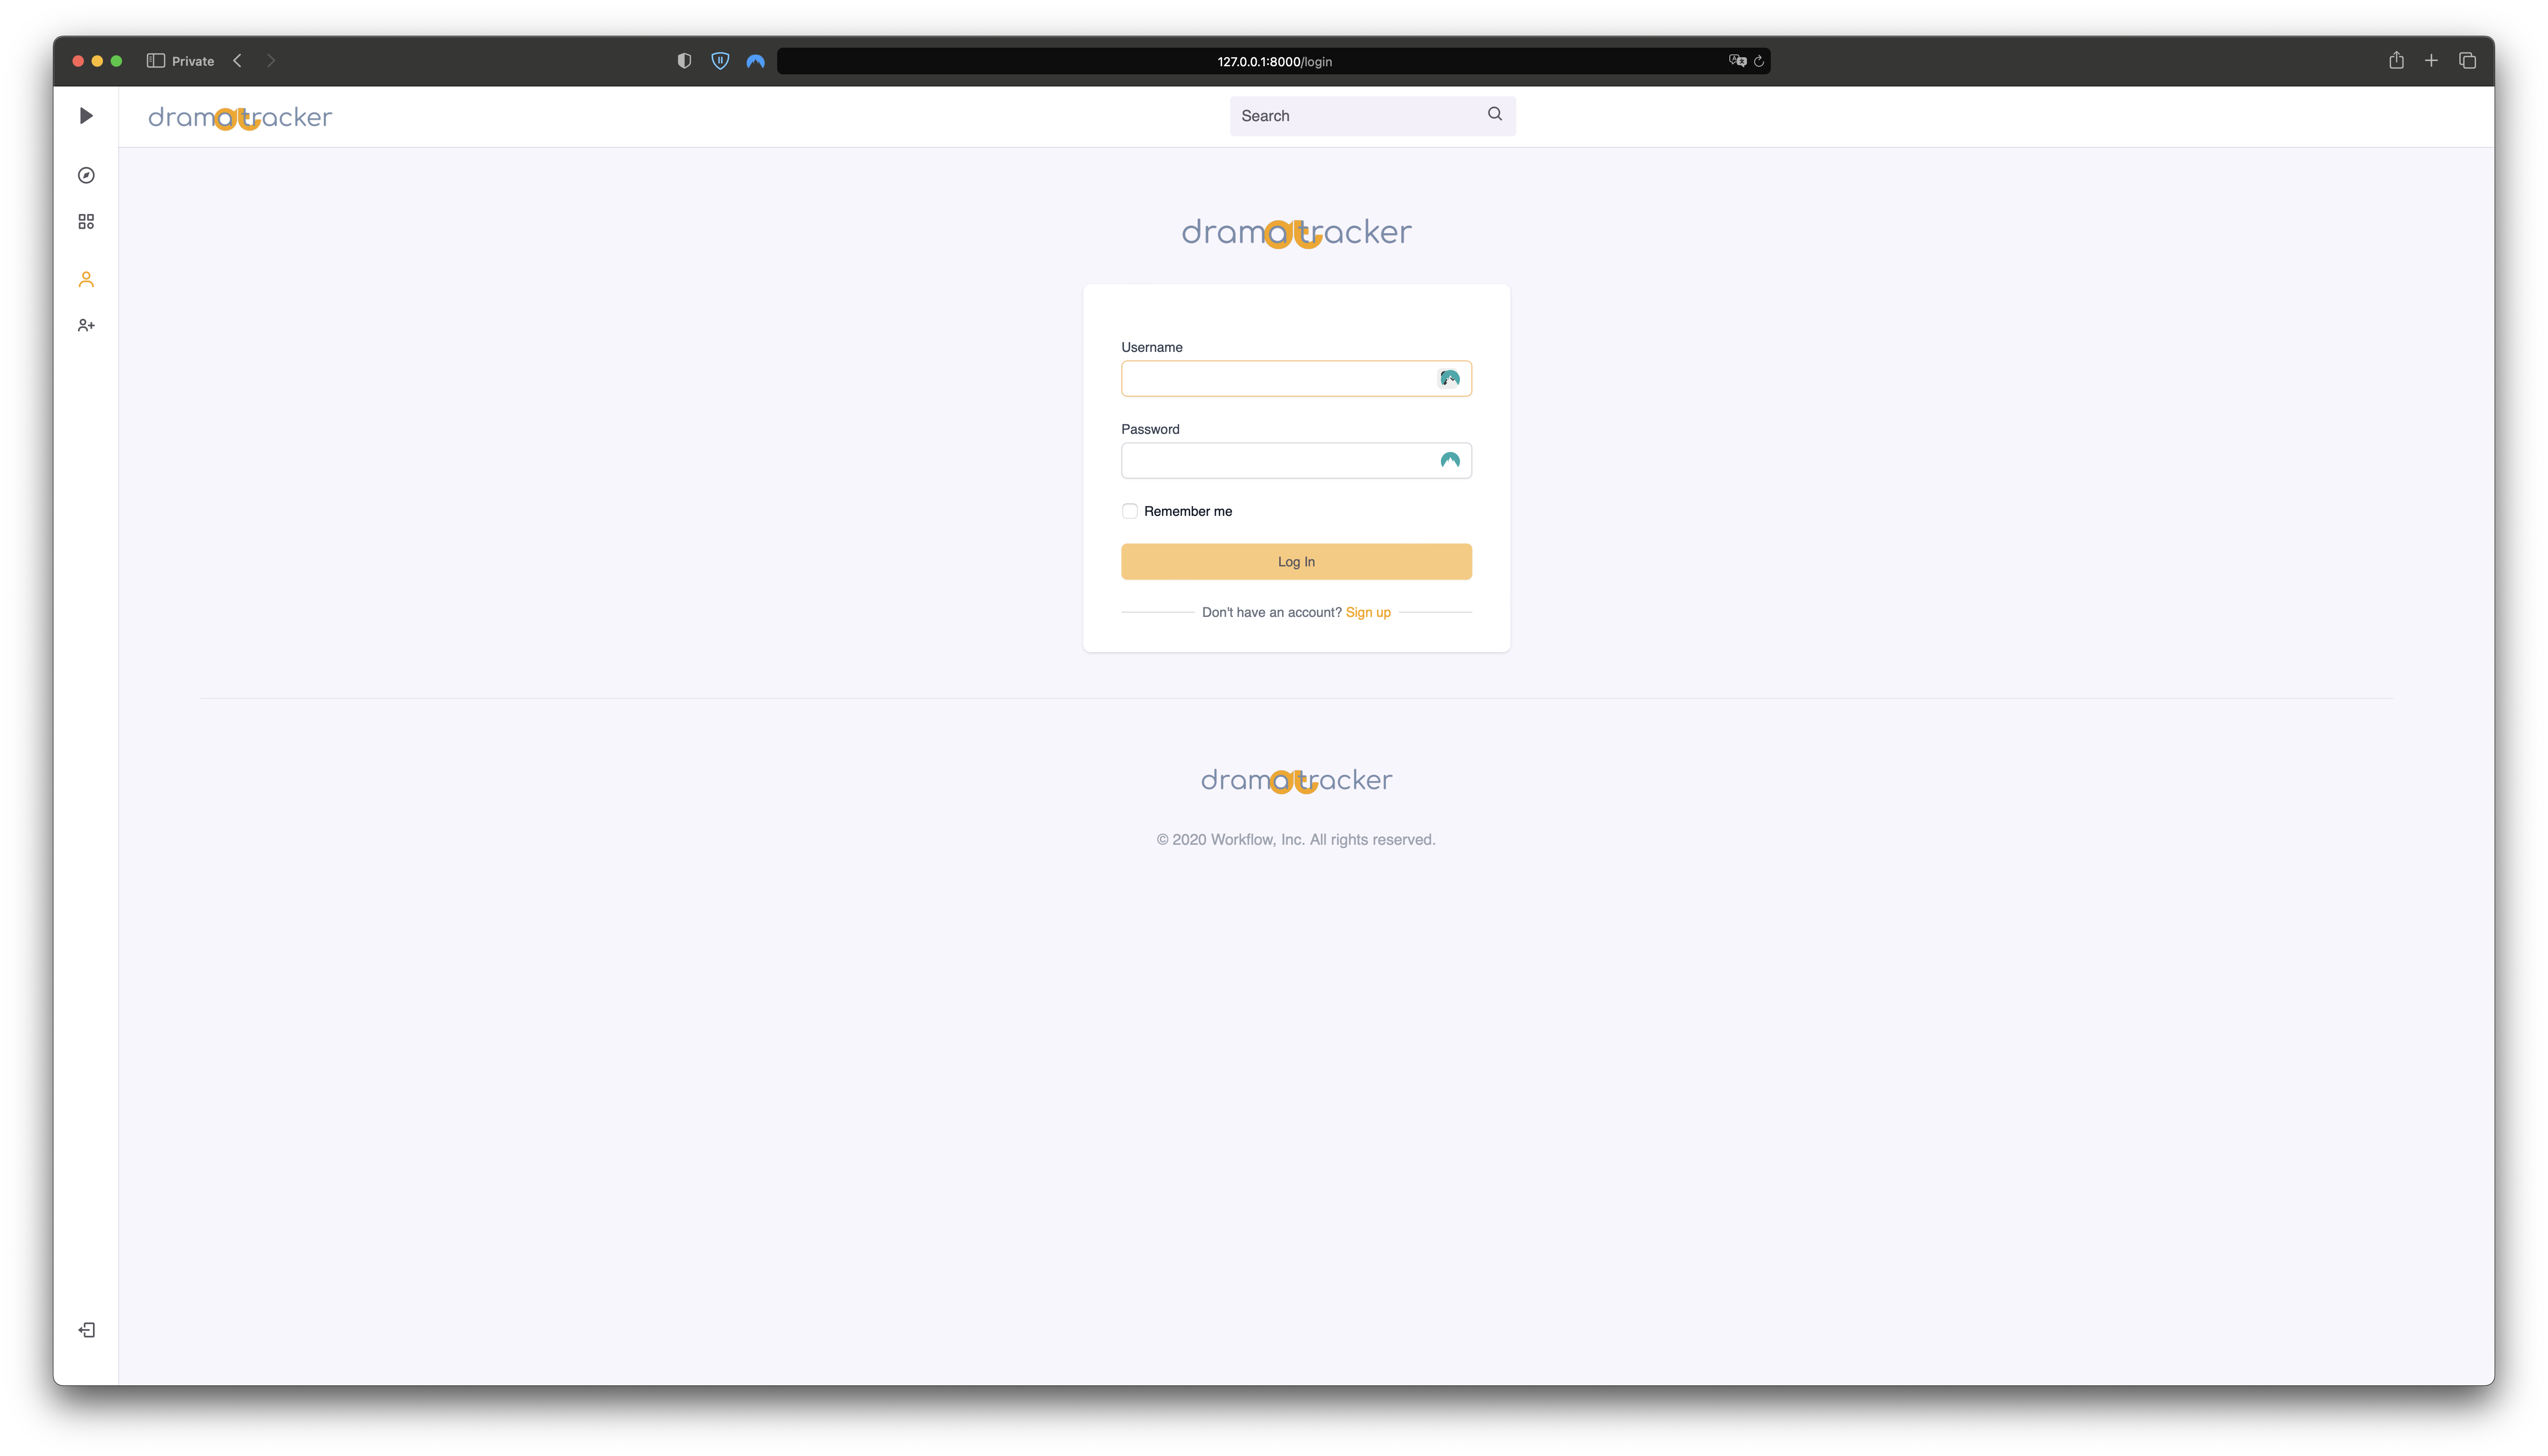 Private
127.0.0.1:8000/login
dramatracker
Search
dramatracker
Username
Password
Remember me
Log In
Don't have an account? Sign up
dramatracker
© 2020 Workflow, Inc. All rights reserved.